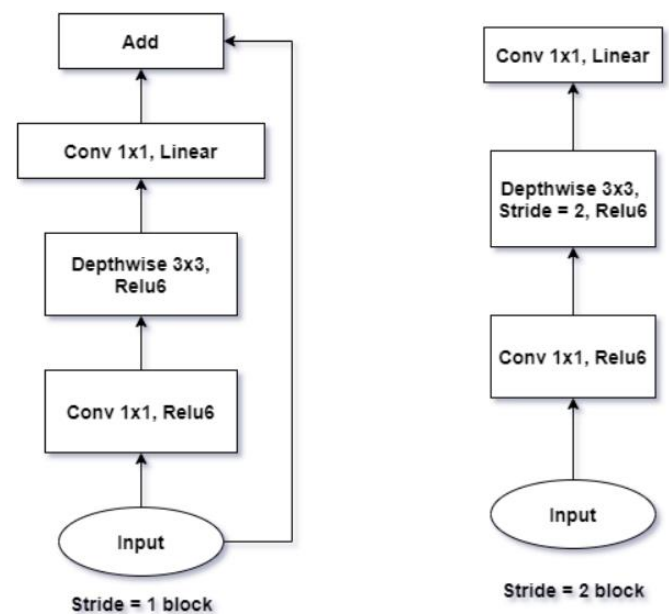 Add
Conv 1x1, Linear
Depthwise 3x3,
Relu6
Conv 1x1, Relu6
Input
Stride = 1 block
Conv 1x1, Linear
Depthwise 3x3,
Stride = 2, Relu6
Conv 1x1, Relu6
Input
Stride = 2 block